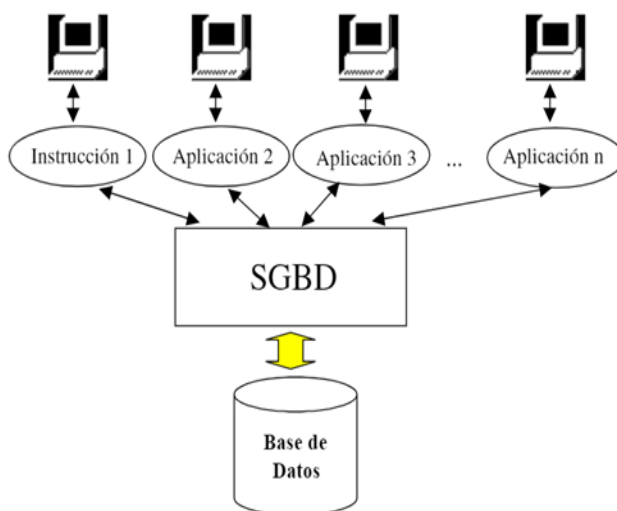 Instrucción 1
Aplicación 2
Aplicación 3
...
Aplicación n
SGBD
Base de
Datos